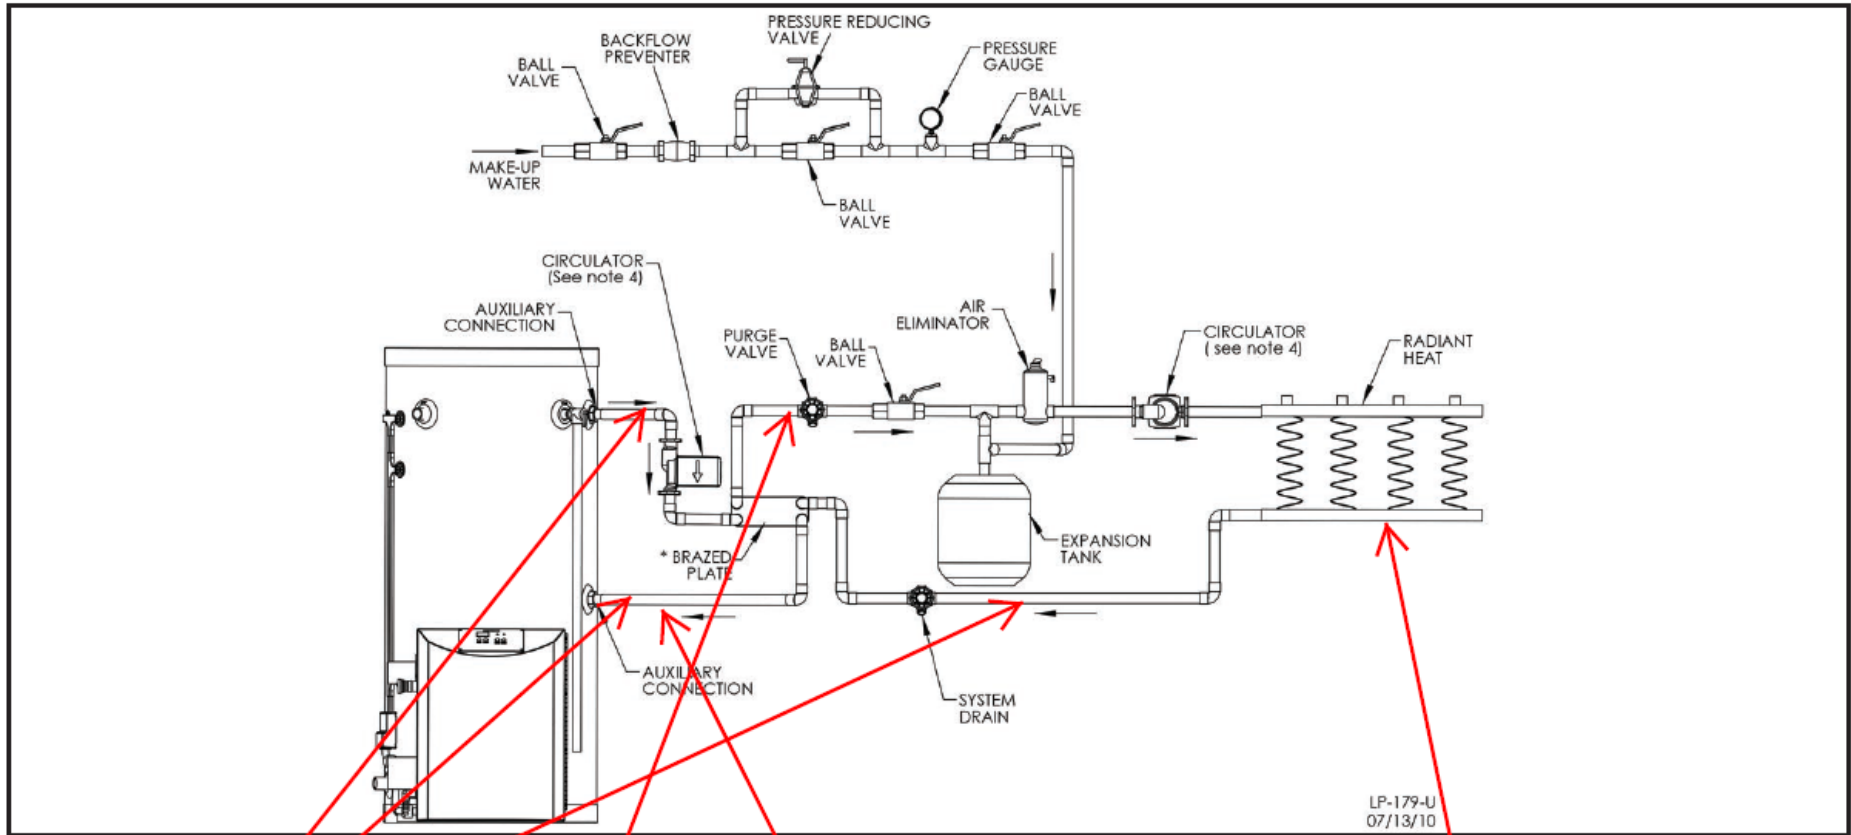 PRESSURE REDUCING
VALVE
BACKFLOW
PREVENTER
BALL
VALVE
PRESSURE
GAUGE
BALL
VALVE
MAKE-UP
WATER
BALL
VALVE
CIRCULATOR
(See note 4)
AUXILIARY
CONNECTION
PURGE
VALVE
BALL
VALVE
AIR
ELIMINATOR
CIRCULATOR
( see note 4)
RADIANT
HEAT
* BRAZED
PLATE
EXPANSION
TANK
AUXILIARY
CONNECTION
SYSTEM
DRAIN
LP-179-U
07/13/10